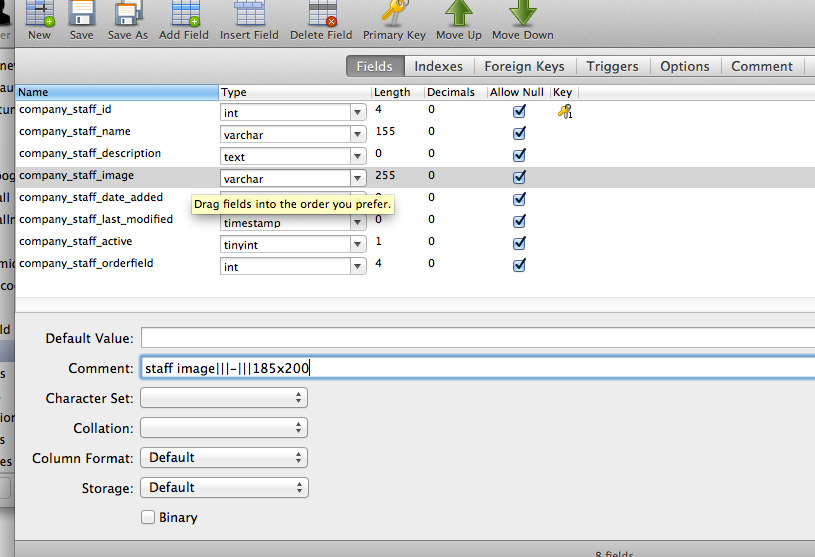 New Save Save As Add Field Insert Field Delete Field Primary Key Move Up Move Down
Fields Indexes Foreign Keys Triggers Options Comment
Name Type Length Decimals Allow Null Key
company_staff_id int 4 0 1
company_staff_name varchar 155 0
company_staff_description text 0 0
company_staff_image varchar 255 0
company_staff_date_added 0
Drag fields into the order you prefer.
company_staff_last_modified timestamp 0 0
company_staff_active tinyint 1 0
company_staff_orderfield int 4 0
Default Value:
Comment: staff image|||-|||185x200
Character Set:
Collation:
Column Format: Default
Storage: Default
Binary
8 fields